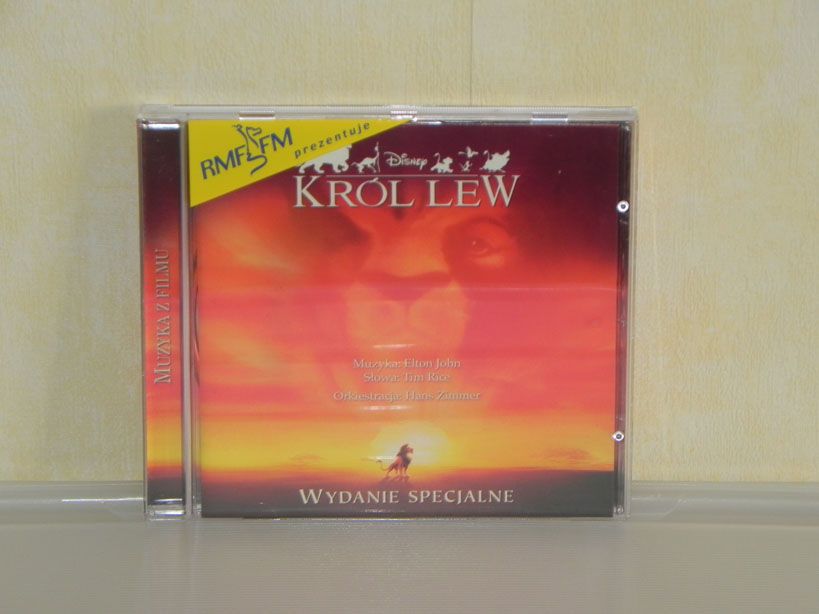 RMF FM
prezentuje
Disney
KRÓL LEW
MUZYKA Z FILMU
Muzyka: Elton John
Słowa: Tim Rice
Orkiestracja: Hans Zimmer
WYDANIE SPECJALNE